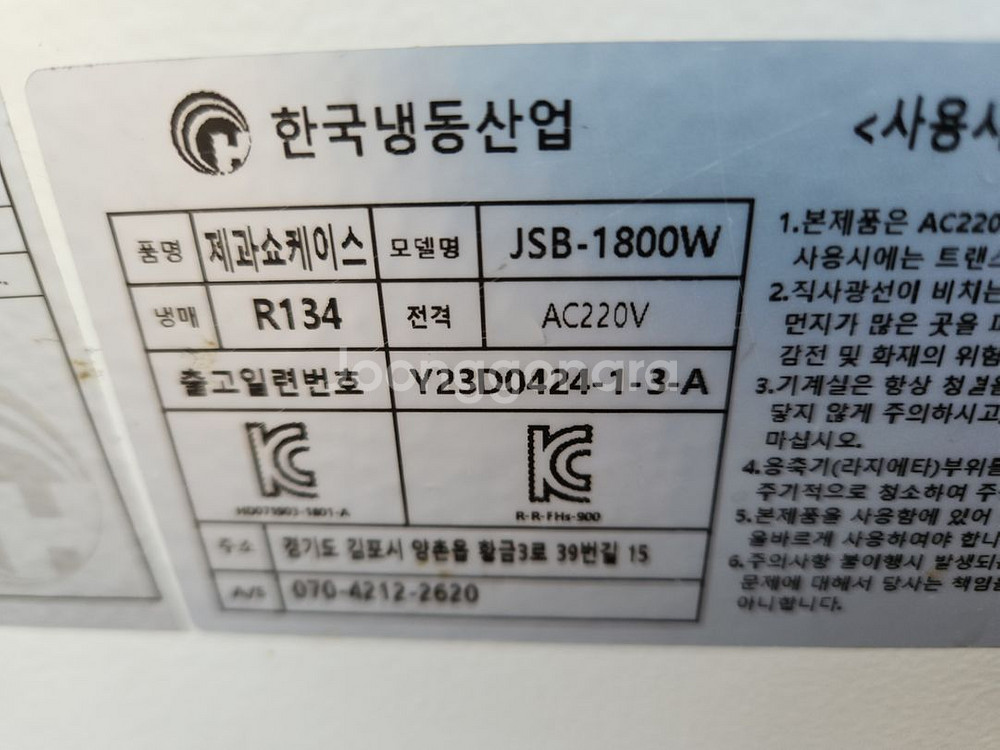 한국냉동산업
품명 제과쇼케이스 모델명 JSB-1800W
냉매 R134 전격 AC220V
출고일련번호 Y23D0424-1-3-A
R-R-FHs-900
주소 경기도 김포시 양촌읍 황금3로 39번길 15
A/S 070-4212-2620
<사용시
1.본제품은 AC220
사용시에는 트랜스
2.직사광선이 비치는
먼지가 많은 곳을 피
감전 및 화재의 위험
3.기계실은 항상 청결을
닿지 않게 주의하시고
마십시오.
4.응축기(라지에타)부위를
주기적으로 청소하여 주
5.본제품을 사용함에 있어
올바르게 사용하여야 합니
6.주의사항 불이행시 발생되는
문제에 대해서 당사는 책임을
아니합니다.